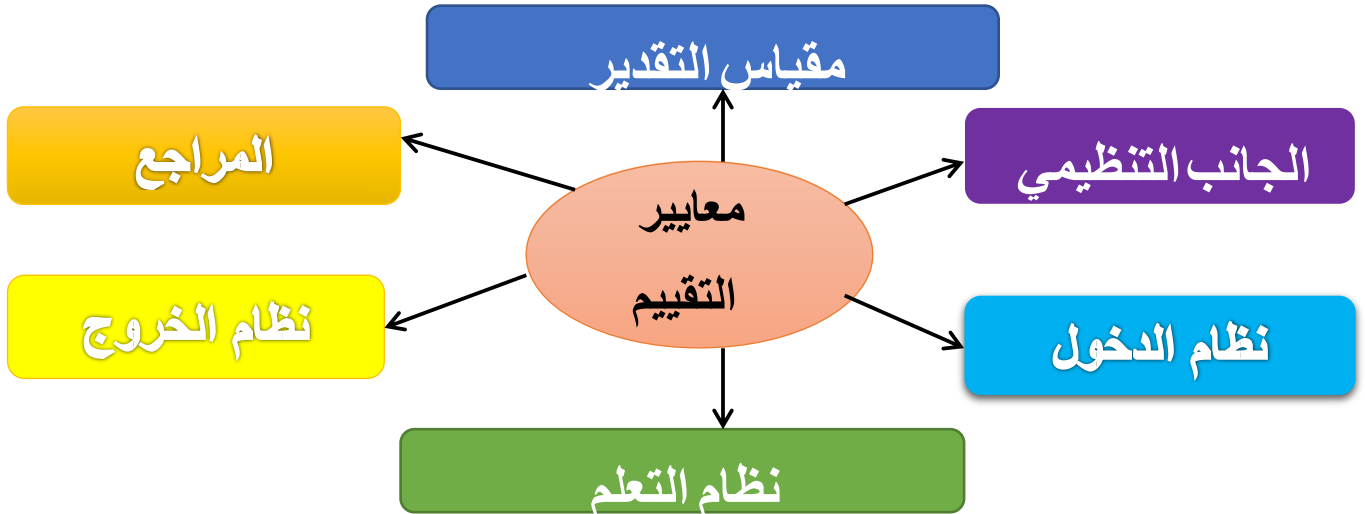 مقياس التقدير
الجانب التنظيمي
المراجع
معايير
التقييم
نظام الدخول
نظام الخروج
نظام التعلم